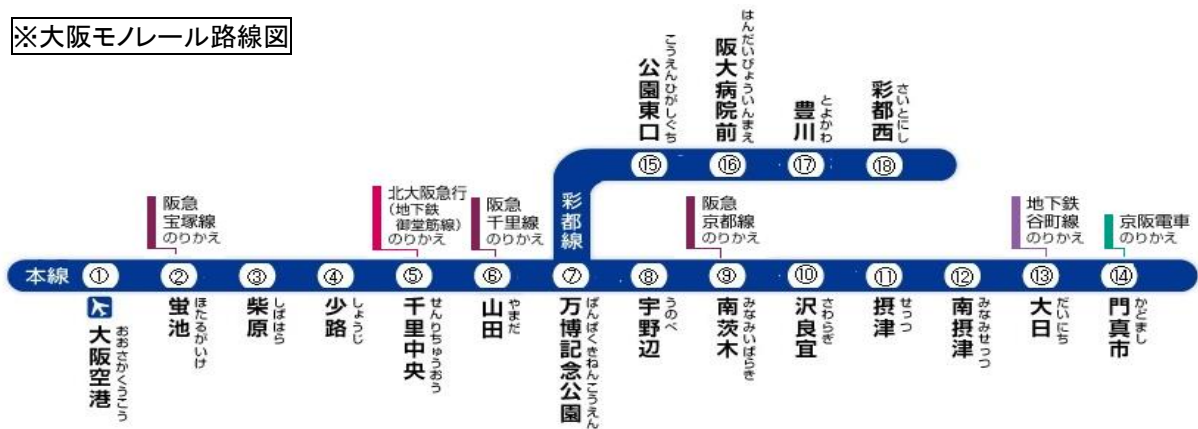 ※大阪モノレール路線図
公園東口
こうえんひがしぐち
阪大病院前
はんだいびょういんまえ
豊川
とよかわ
彩都西
さいとにし
⑮
⑯
⑰
⑱
彩都線
阪急
宝塚線
のりかえ
北大阪急行
(地下鉄
御堂筋線)
のりかえ
阪急
千里線
のりかえ
阪急
京都線
のりかえ
地下鉄
谷町線
のりかえ
京阪電車
のりかえ
本線
①
②
③
④
⑤
⑥
⑦
⑧
⑨
⑩
⑪
⑫
⑬
⑭
大阪空港
おおさかくうこう
蛍池
ほたるがいけ
柴原
しばはら
少路
しょうじ
千里中央
せんりちゅうおう
山田
やまだ
万博記念公園
ばんぱくきねんこうえん
宇野辺
うのべ
南茨木
みなみいばらき
沢良宜
さわらぎ
摂津
せっつ
南摂津
みなみせっつ
大日
だいにち
門真市
かどまし